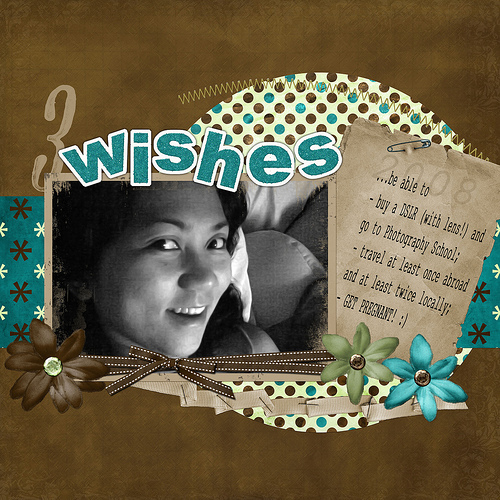 3
wishes
2008
...be able to
- buy a DSLR (with lens!) and
go to Photography School;
- travel at least once abroad
and at least twice locally;
- GET PREGNANT! :)